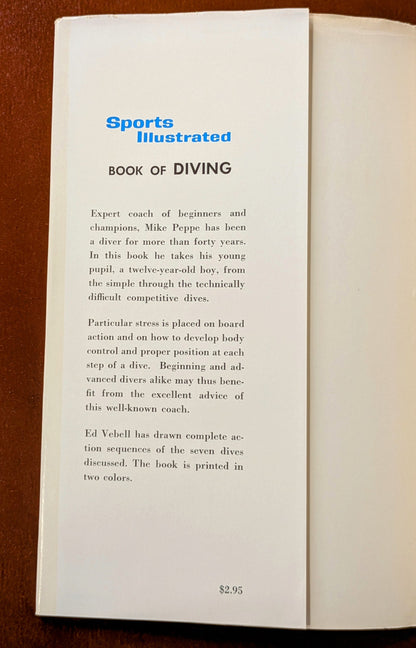 Sports
Illustrated
BOOK OF DIVING
Expert coach of beginners and
champions, Mike Peppe has been
a diver for more than forty years.
In this book he takes his young
pupil, a twelve-year-old boy, from
the simple through the technically
difficult competitive dives.
Particular stress is placed on board
action and on how to develop body
control and proper position at each
step of a dive. Beginning and ad-
vanced divers alike may thus bene-
fit from the excellent advice of
this well-known coach.
Ed Vebell has drawn complete ac-
tion sequences of the seven dives
discussed. The book is printed in
two colors.
$2.95